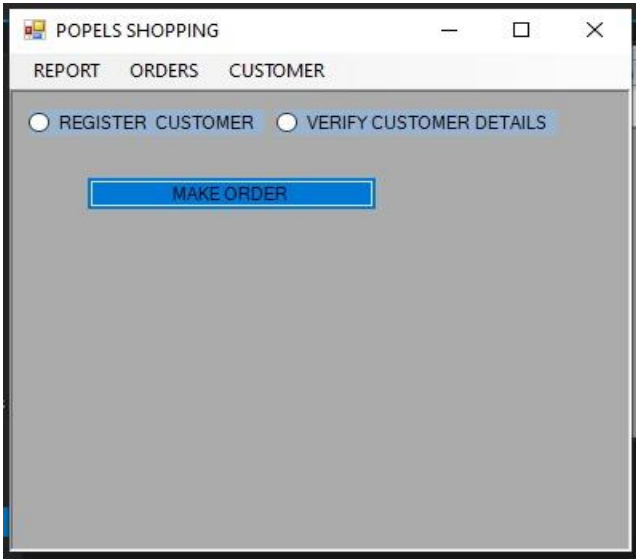 POPELS SHOPPING
REPORT ORDERS CUSTOMER
REGISTER CUSTOMER VERIFY CUSTOMER DETAILS
MAKE ORDER